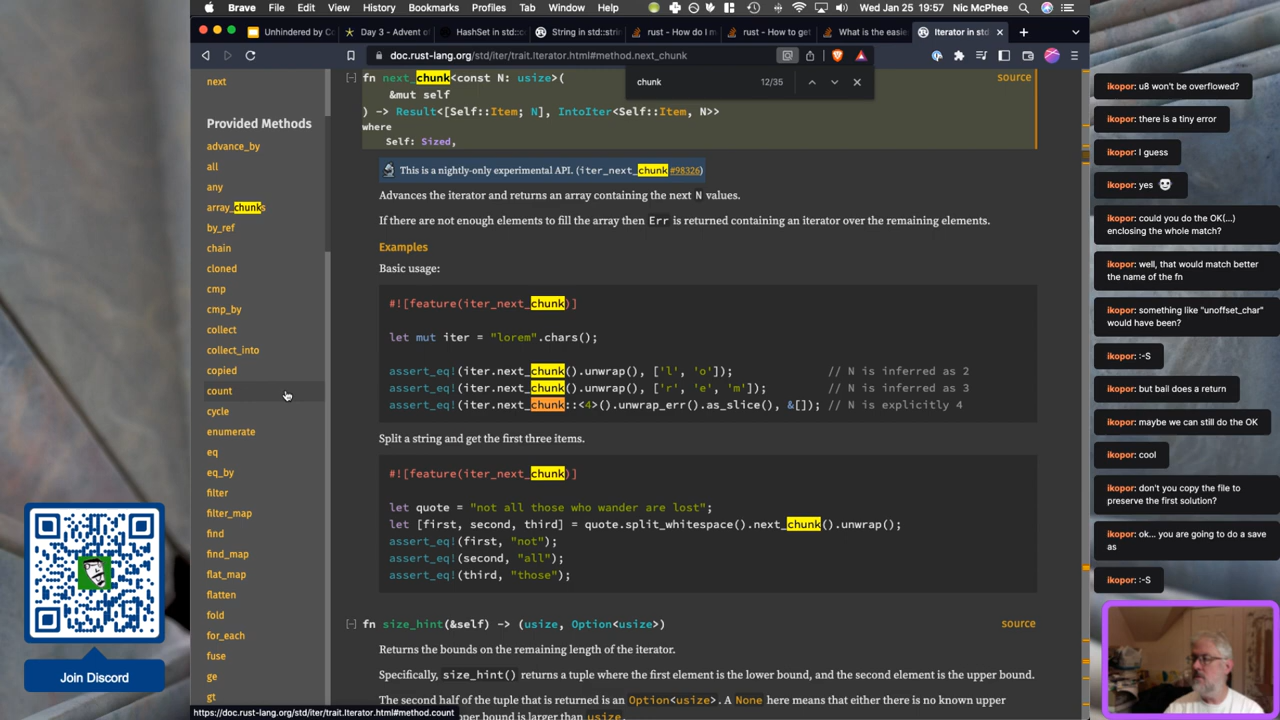 Brave File Edit View History Bookmarks Profiles Tab Window Help Wed Jan 25 19:57 Nic McPhee
Unhindered by C
Day 3 - Advent of
HashSet in std::c
String in std::str
rust - How do I m
rust - How to get
What is the easie
Iterator in std
doc.rust-lang.org/std/iter/trait.Iterator.html#method.next_chunk
chunk 12/35
next
Provided Methods
advance_by
all
any
array_chunks
by_ref
chain
cloned
cmp
cmp_by
collect
collect_into
copied
count
cycle
enumerate
eq
eq_by
filter
filter_map
find
find_map
flat_map
flatten
fold
for_each
fuse
ge
gt
[-] fn next_chunk<const N: usize>( source
&mut self
) -> Result<[Self::Item; N], IntoIter<Self::Item, N>>
where
Self: Sized,
This is a nightly-only experimental API. (iter_next_chunk #98326)
Advances the iterator and returns an array containing the next N values.
If there are not enough elements to fill the array then Err is returned containing an iterator over the remaining elements.
Examples
Basic usage:
#![feature(iter_next_chunk)]
let mut iter = "lorem".chars();
assert_eq!(iter.next_chunk().unwrap(), ['l', 'o']); // N is inferred as 2
assert_eq!(iter.next_chunk().unwrap(), ['r', 'e', 'm']); // N is inferred as 3
assert_eq!(iter.next_chunk::<4>().unwrap_err().as_slice(), &[]); // N is explicitly 4
Split a string and get the first three items.
#![feature(iter_next_chunk)]
let quote = "not all those who wander are lost";
let [first, second, third] = quote.split_whitespace().next_chunk().unwrap();
assert_eq!(first, "not");
assert_eq!(second, "all");
assert_eq!(third, "those");
[-] fn size_hint(&self) -> (usize, Option<usize>) source
Returns the bounds on the remaining length of the iterator.
Specifically, size_hint() returns a tuple where the first element is the lower bound, and the second element is the upper bound.
The second half of the tuple that is returned is an Option<usize>. A None here means that either there is no known upper
upper bound is larger than usize.
https://doc.rust-lang.org/std/iter/trait.Iterator.html#method.count
ikopor: u8 won't be overflowed?
ikopor: there is a tiny error
ikopor: I guess
ikopor: yes
ikopor: could you do the OK(...)
enclosing the whole match?
ikopor: well, that would match better
the name of the fn
ikopor: something like "unoffset_char"
would have been?
ikopor: :-S
ikopor: but bail does a return
ikopor: maybe we can still do the OK
ikopor: cool
ikopor: don't you copy the file to
preserve the first solution?
ikopor: ok... you are going to do a save
as
ikopor: :-S
Join Discord